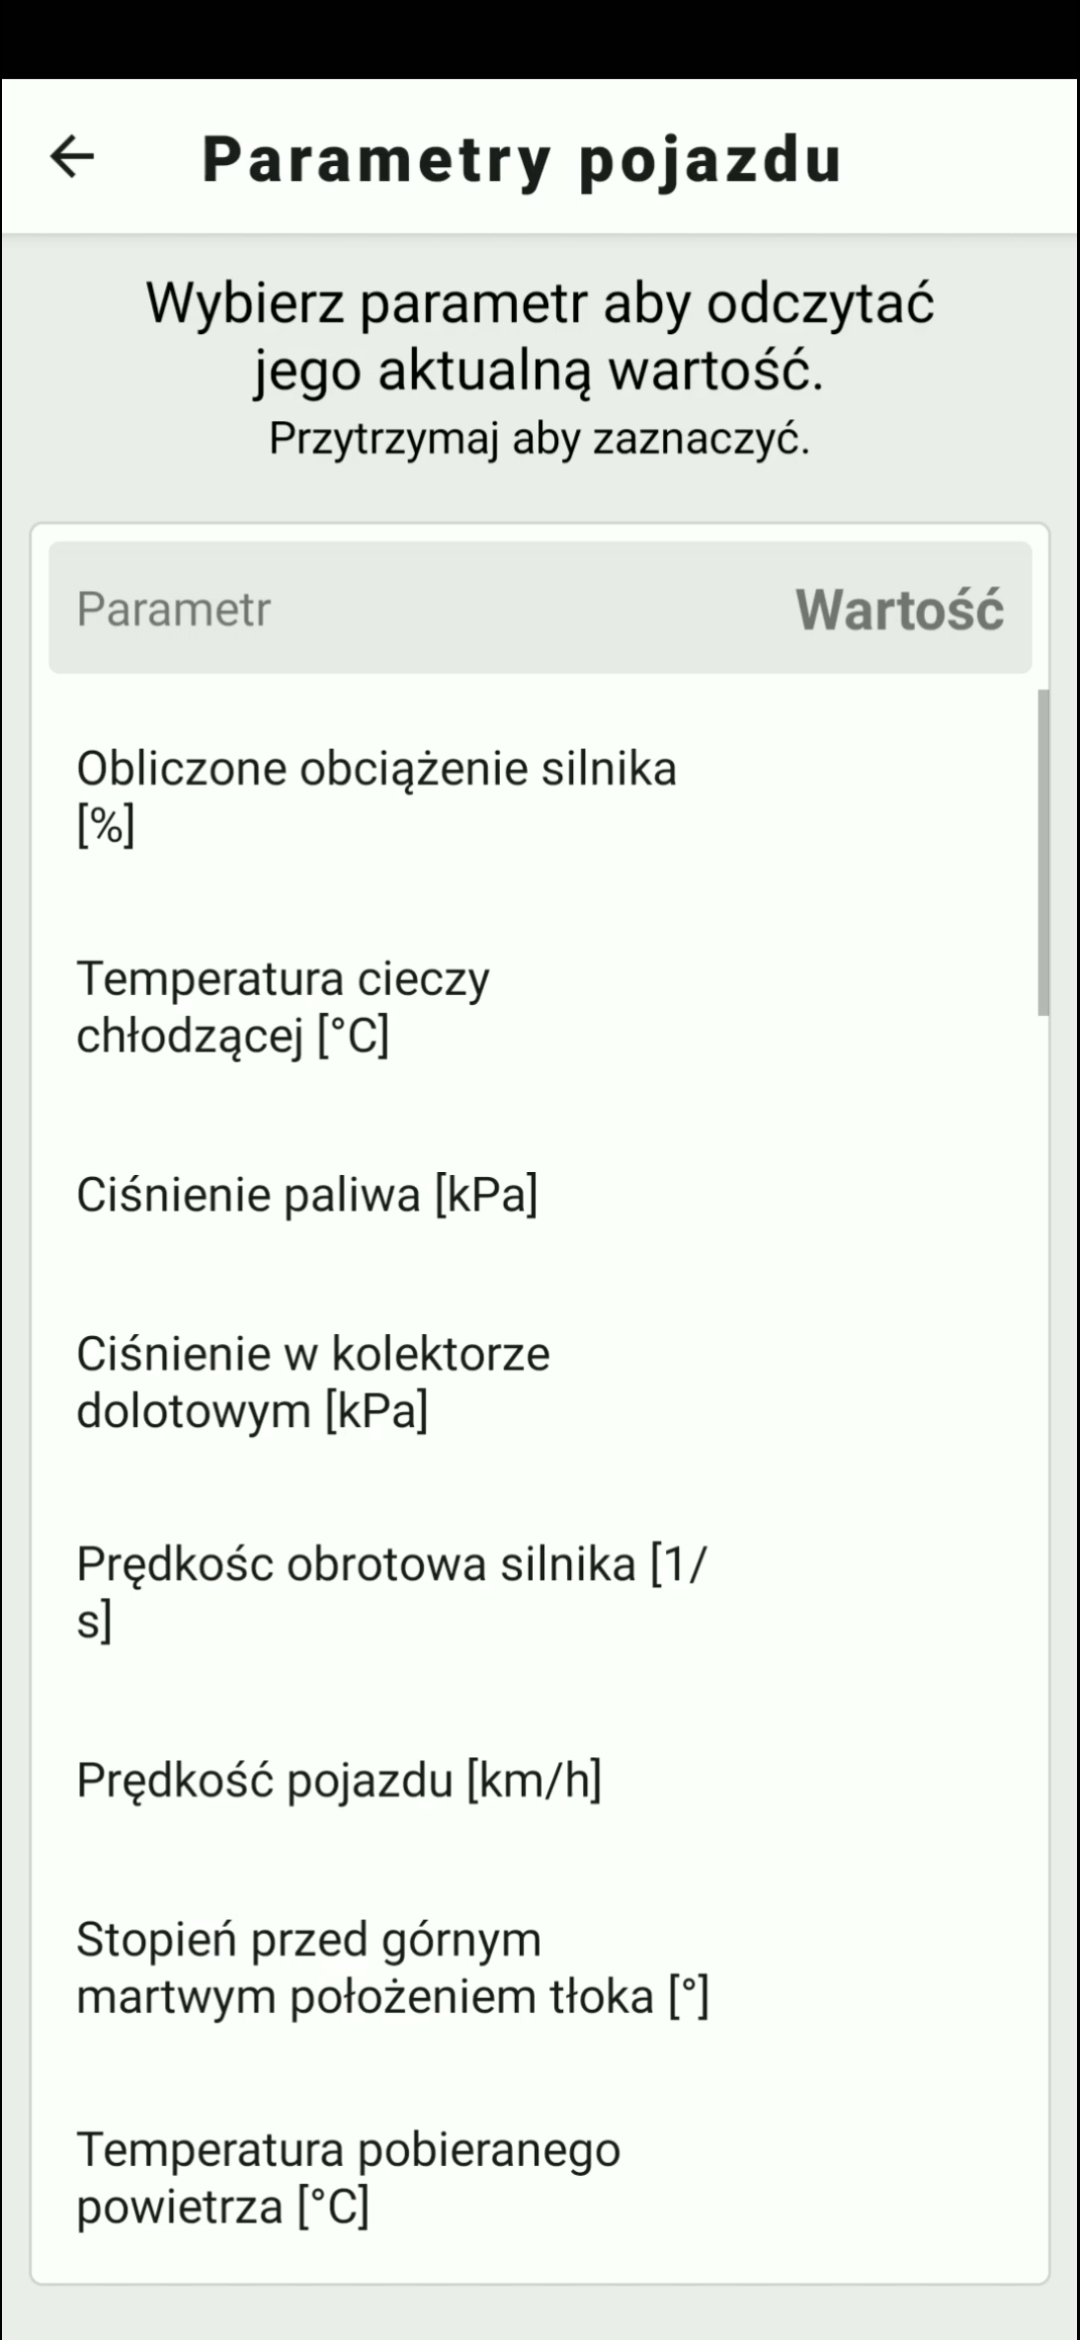 Parametry pojazdu
Wybierz parametr aby odczytać
jego aktualną wartość.
Przytrzymaj aby zaznaczyć.
Parametr Wartość
Obliczone obciążenie silnika
[%]
Temperatura cieczy
chłodzącej [°C]
Ciśnienie paliwa [kPa]
Ciśnienie w kolektorze
dolotowym [kPa]
Prędkośc obrotowa silnika [1/
s]
Prędkość pojazdu [km/h]
Stopień przed górnym
martwym położeniem tłoka [°]
Temperatura pobieranego
powietrza [°C]